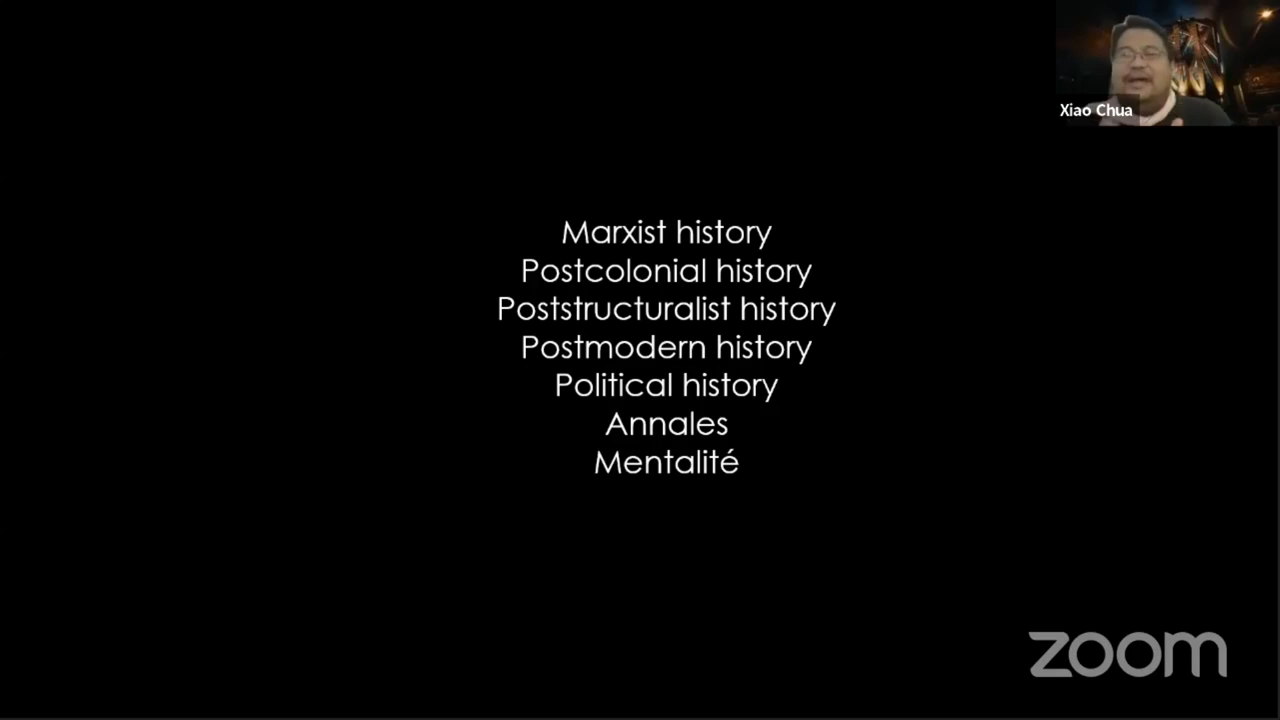 Xiao Chua
Marxist history
Postcolonial history
Poststructuralist history
Postmodern history
Political history
Annales
Mentalité
zoom